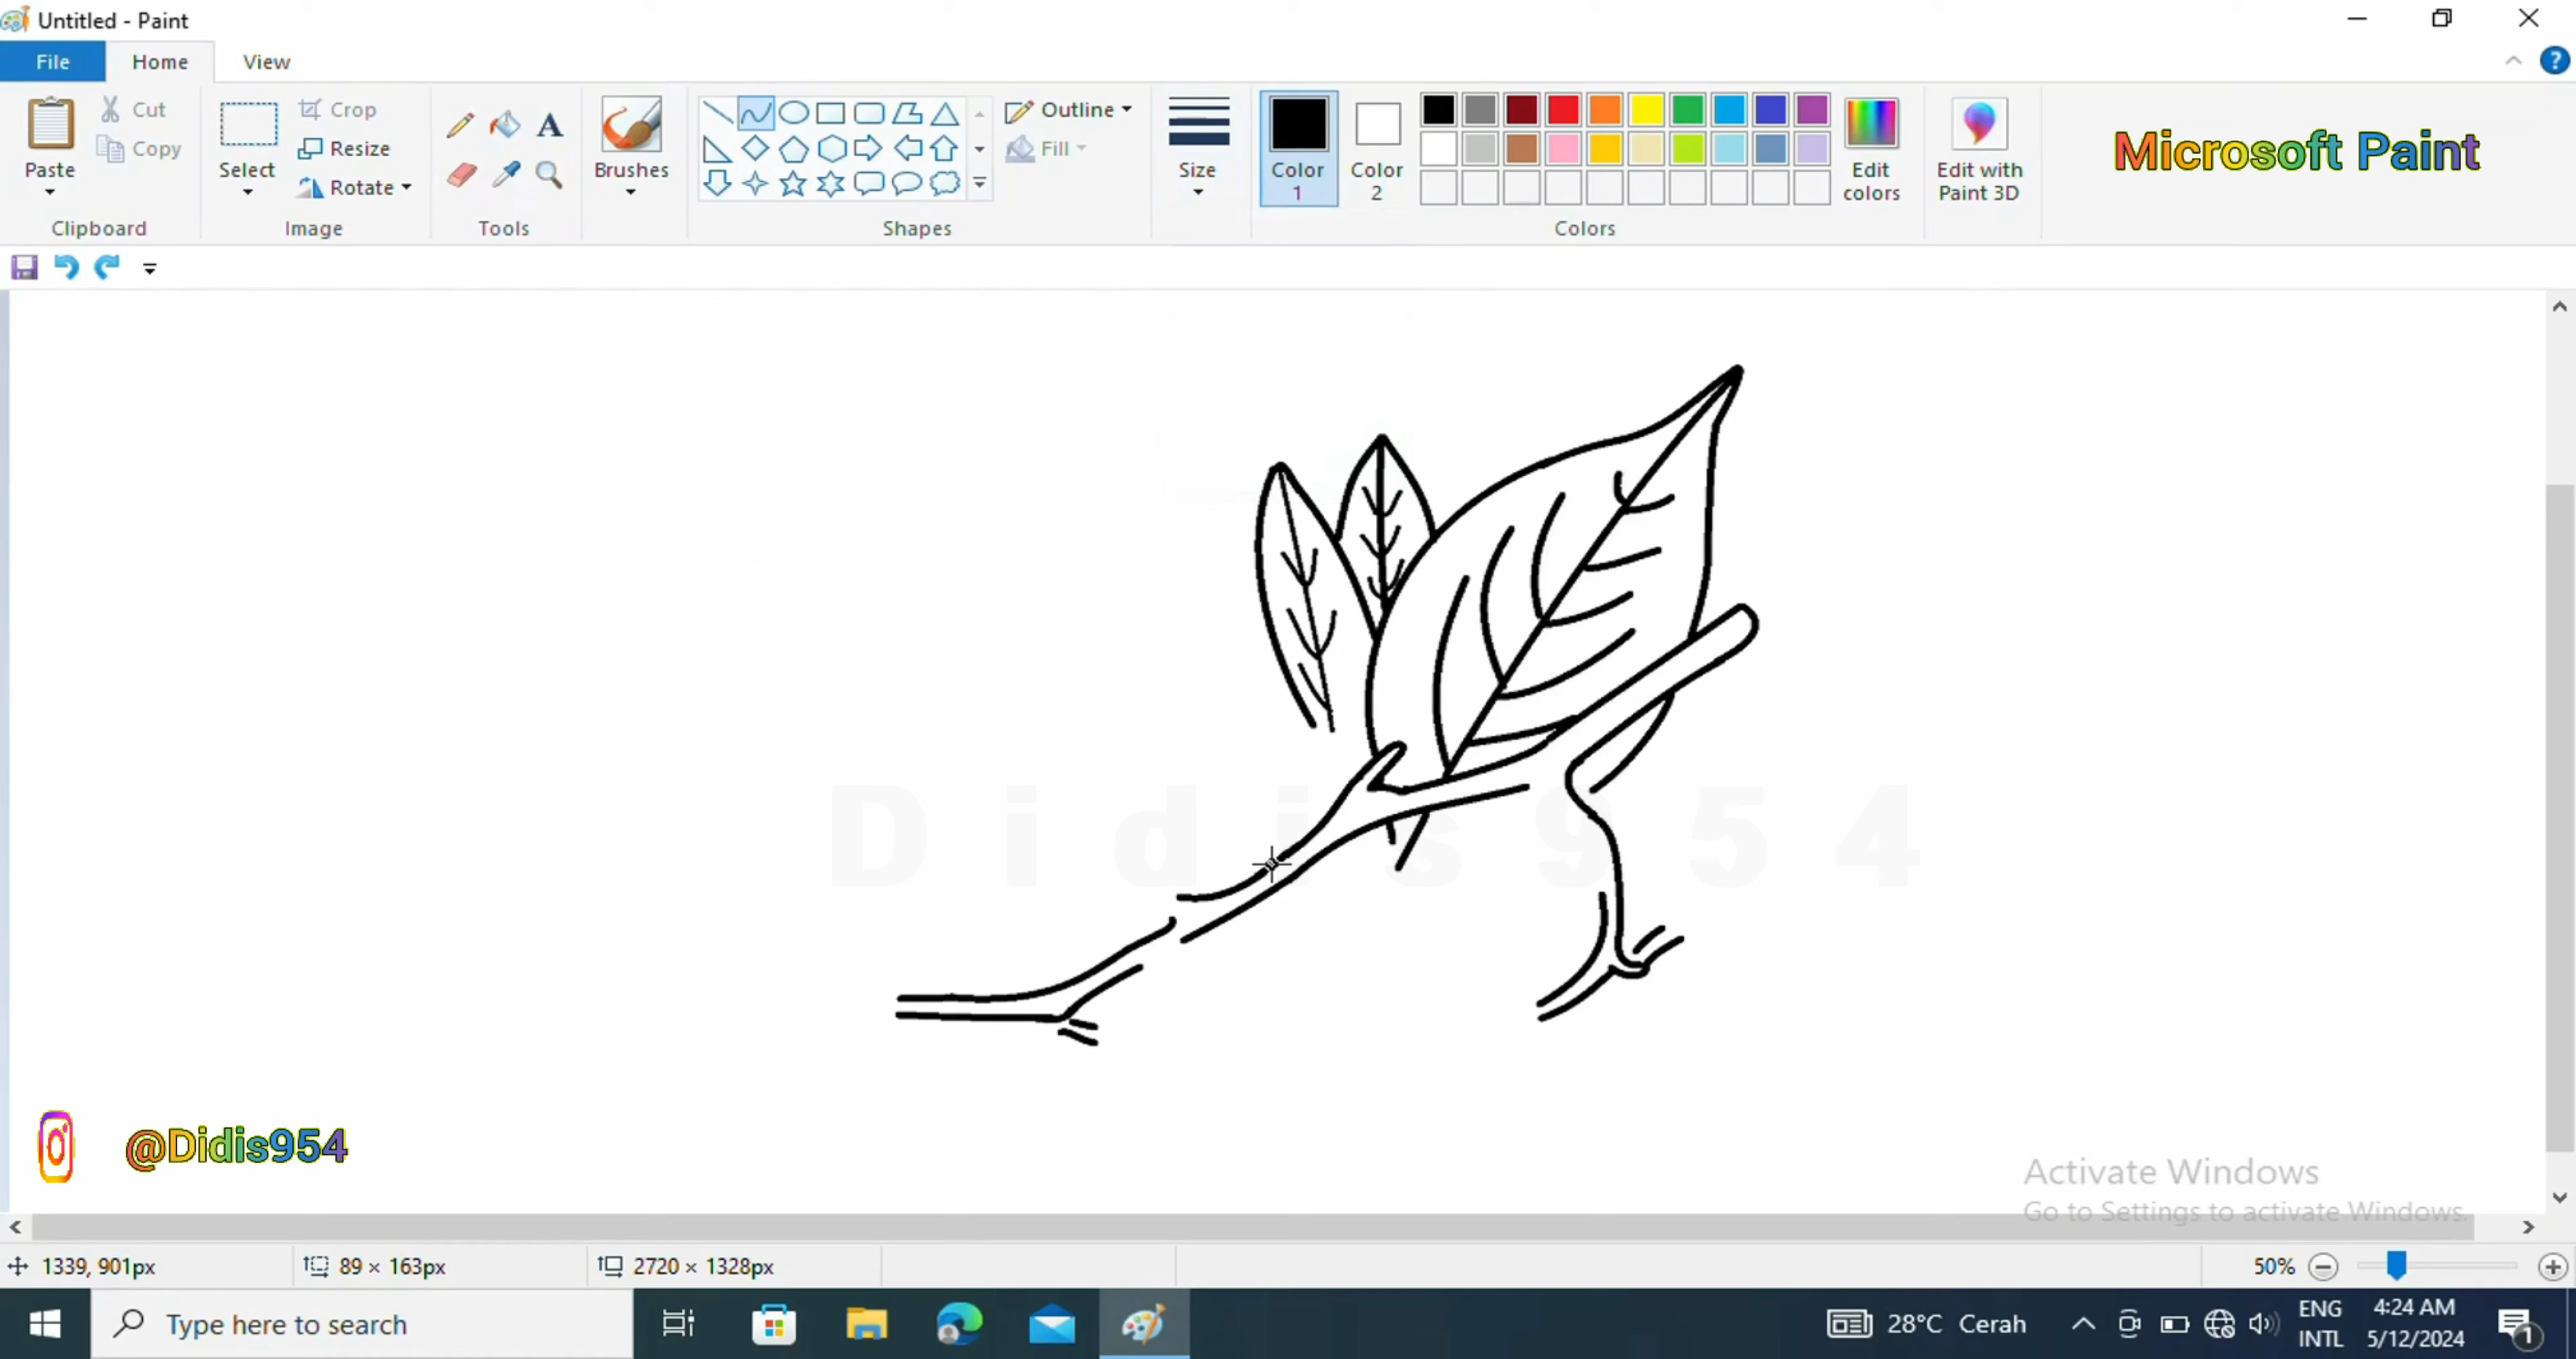 Untitled - Paint
File Home View
Paste
Cut
Copy
Clipboard
Select
Crop
Resize
Rotate
Image
A
Tools
Brushes
Outline
Fill
Shapes
Size
Color 1
Color 2
Colors
Edit colors
Edit with Paint 3D
Microsoft Paint
Didis954
@Didis954
Activate Windows
Go to Settings to activate Windows.
1339, 901px 89 × 163px 2720 × 1328px 50%
Type here to search
28°C Cerah
ENG
INTL
4:24 AM
5/12/2024
1